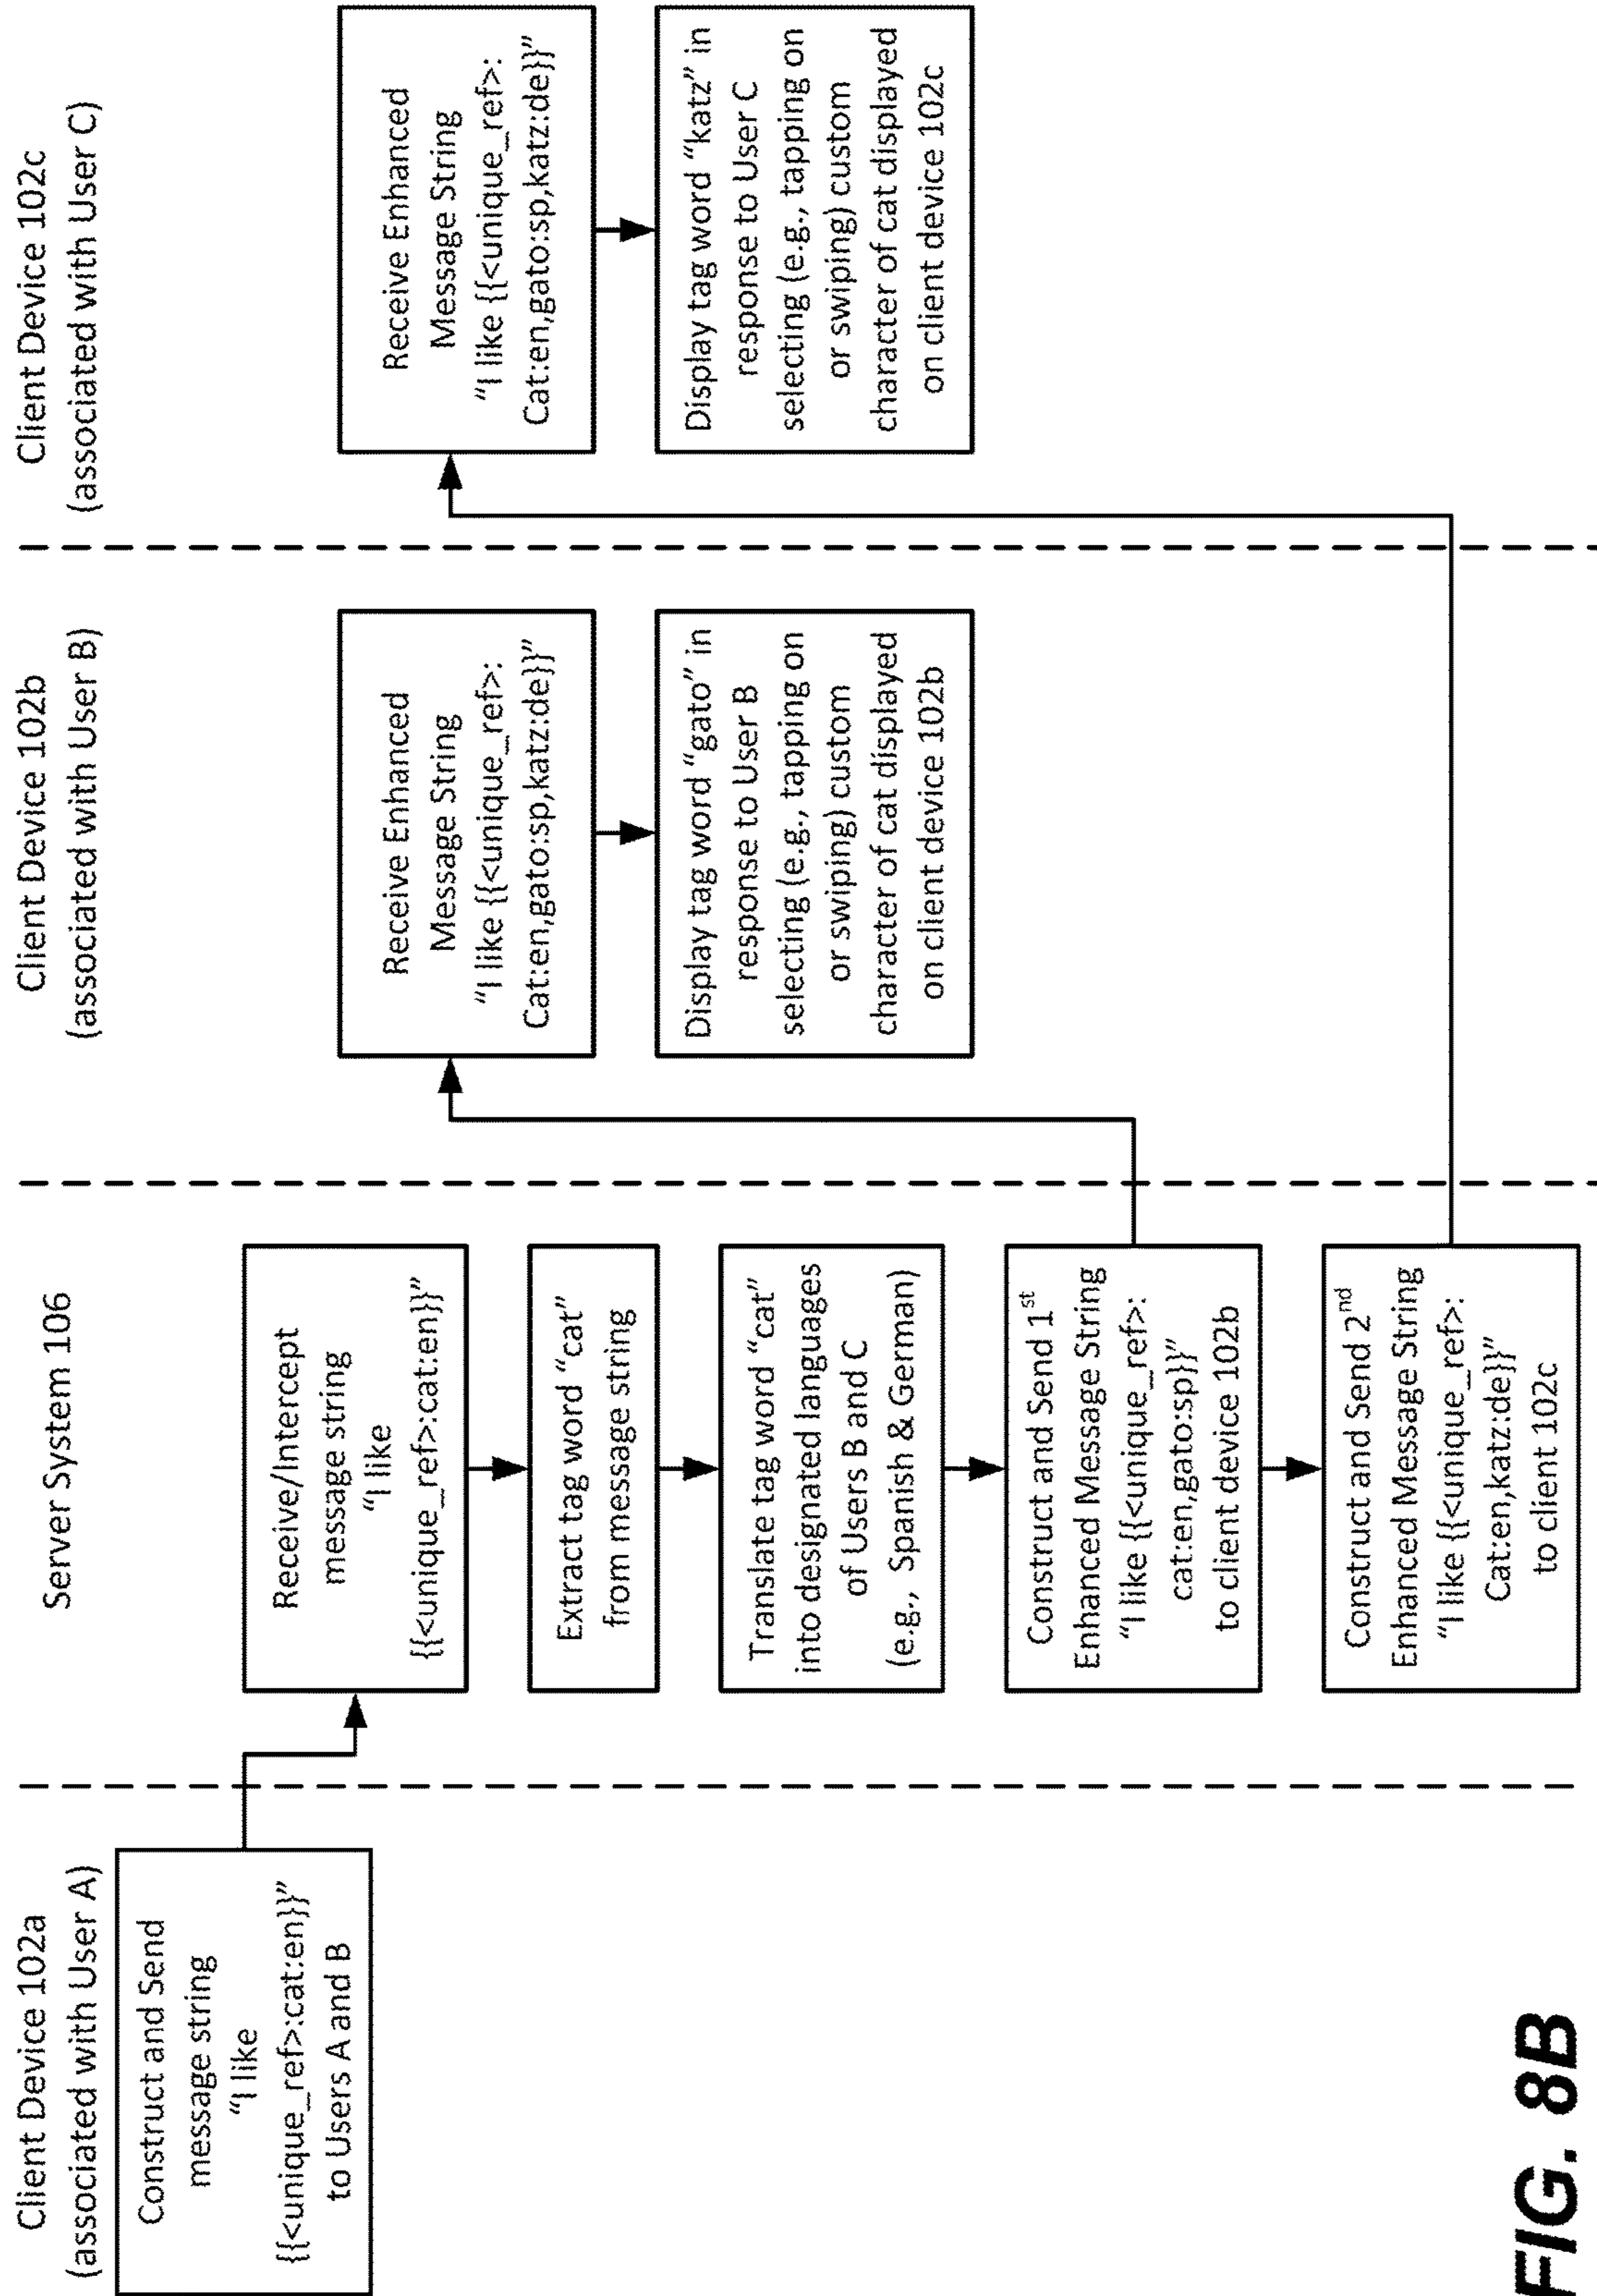 Client Device 102a
(associated with User A)
Construct and Send
message string
“I like
{{<unique_ref>:cat:en}}”
to Users A and B
Server System 106
Receive/Intercept
message string
“I like
{{<unique_ref>:cat:en}}”
Extract tag word “cat”
from message string
Translate tag word “cat”
into designated languages
of Users B and C
(e.g., Spanish & German)
Construct and Send 1st
Enhanced Message String
“I like {{<unique_ref>:
cat:en,gato:sp}}”
to client device 102b
Construct and Send 2nd
Enhanced Message String
“I like {{<unique_ref>:
Cat:en,katz:de}}”
to client 102c
Client Device 102b
(associated with User B)
Receive Enhanced
Message String
“I like {{<unique_ref>:
Cat:en,gato:sp,katz:de}}”
Display tag word “gato” in
response to User B
selecting (e.g., tapping on
or swiping) custom
character of cat displayed
on client device 102b
Client Device 102c
(associated with User C)
Receive Enhanced
Message String
“I like {{<unique_ref>:
Cat:en,gato:sp,katz:de}}”
Display tag word “katz” in
response to User C
selecting (e.g., tapping on
or swiping) custom
character of cat displayed
on client device 102c
FIG. 8B